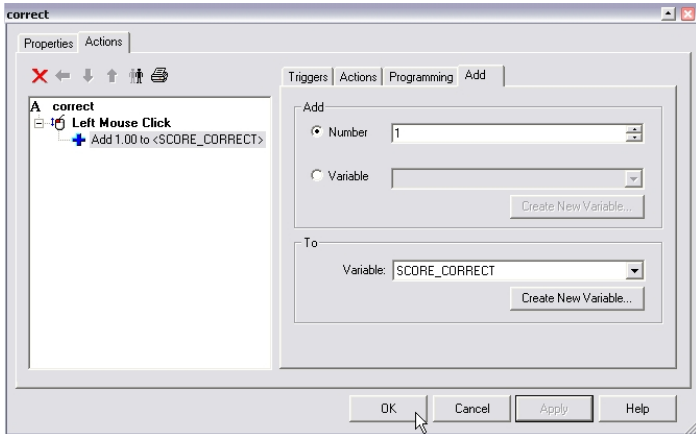 correct
Properties Actions
Triggers Actions Programming Add
A correct
Left Mouse Click
Add 1.00 to <SCORE_CORRECT>
Add
Number 1
Variable
Create New Variable...
To
Variable: SCORE_CORRECT
Create New Variable...
OK Cancel Apply Help